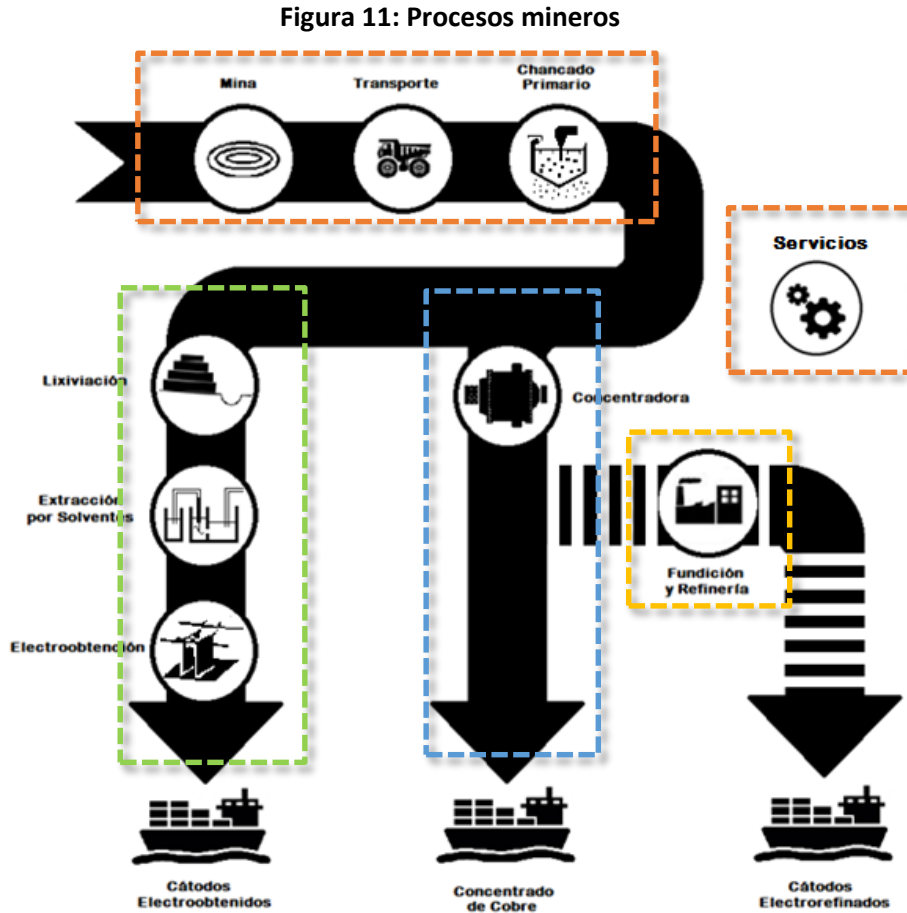 Figura 11: Procesos mineros
Mina
Transporte
Chancado
Primario
Servicios
Lixiviación
Concentradora
Extracción
por Solventes
Fundición
y Refinería
Electroobtención
Cátodos
Electroobtenidos
Concentrado
de Cobre
Cátodos
Electrorefinados